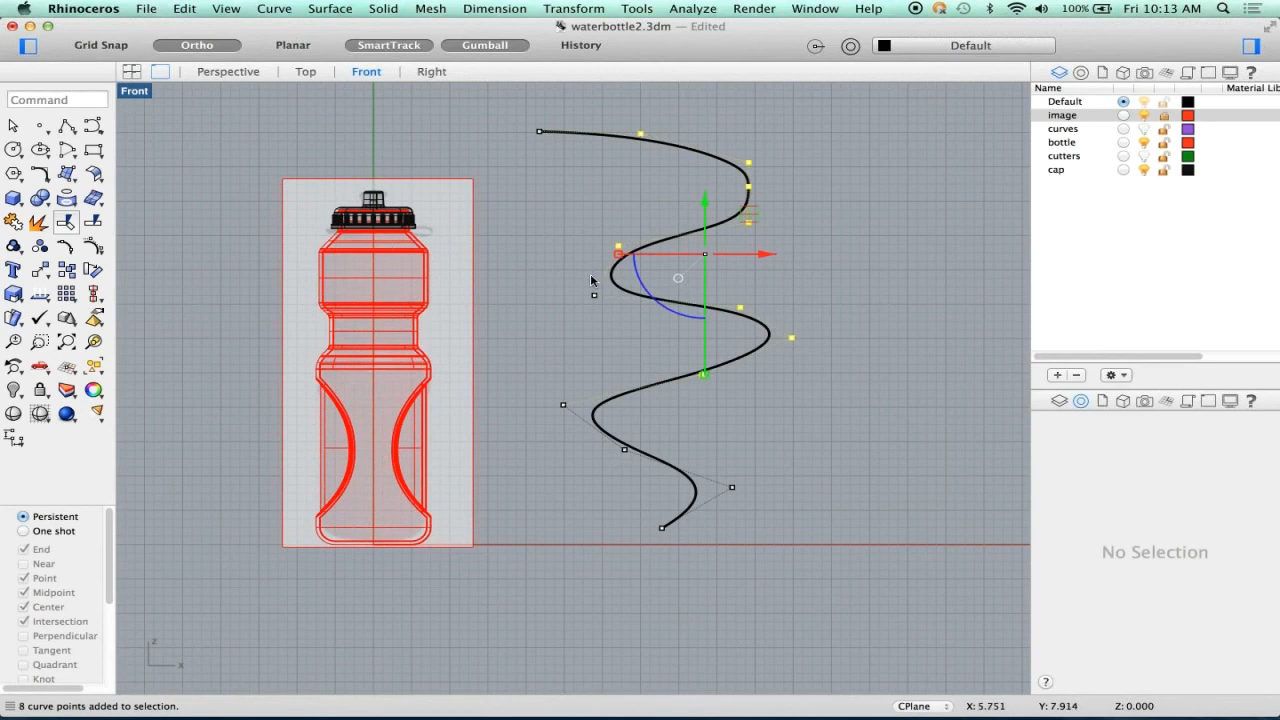 Rhinoceros File Edit View Curve Surface Solid Mesh Dimension Transform Tools Analyze Render Window Help 100% Fri 10:13 AM
waterbottle2.3dm — Edited
Grid Snap Ortho Planar SmartTrack Gumball History Default
Perspective Top Front Right
Name Material Lib
Front
Command
Default
image
curves
bottle
cutters
cap
Persistent
One shot
End
Near
Point
Midpoint
Center
Intersection
Perpendicular
Tangent
Quadrant
Knot
No Selection
z
x
8 curve points added to selection. CPlane X: 5.751 Y: 7.914 Z: 0.000